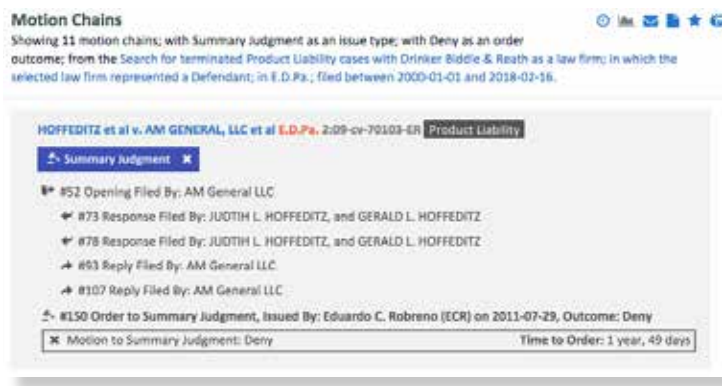 Motion Chains
Showing 11 motion chains; with Summary Judgment as an issue type; with Deny as an order
outcome; from the Search for terminated Product Liability cases with Drinker Biddle & Reath as a law firm; in which the
selected law firm represented a Defendant; in E.D.Pa.; filed between 2000-01-01 and 2018-02-16.
HOFFEDITZ et al v. AM GENERAL, LLC et al E.D.Pa. 2:09-cv-70103-ER Product Liability
Summary Judgment ×
#52 Opening Filed By: AM General LLC
#73 Response Filed By: JUDTIH L. HOFFEDITZ, and GERALD L. HOFFEDITZ
#78 Response Filed By: JUDTIH L. HOFFEDITZ, and GERALD L. HOFFEDITZ
#93 Reply Filed By: AM General LLC
#107 Reply Filed By: AM General LLC
#150 Order to Summary Judgment, Issued By: Eduardo C. Robreno (ECR) on 2011-07-29, Outcome: Deny
× Motion to Summary Judgment: Deny Time to Order: 1 year, 49 days